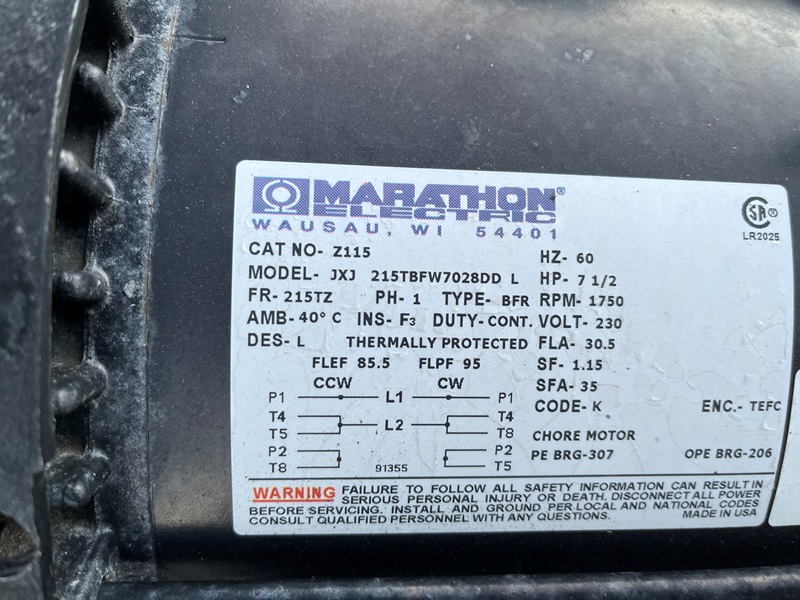 MARATHON®
ELECTRIC
WAUSAU, WI 54401
SA®
LR2025
CAT NO- Z115
HZ- 60
MODEL- JXJ 215TBFW7028DD L
HP- 7 1/2
FR- 215TZ PH- 1 TYPE- BFR
RPM- 1750
AMB- 40° C INS- F3 DUTY- CONT.
VOLT- 230
DES- L THERMALLY PROTECTED
FLA- 30.5
FLEF 85.5 FLPF 95
SF- 1.15
CCW CW
SFA- 35
P1 L1 P1
CODE- K ENC.- TEFC
T4 T4
L2
T5 T8
CHORE MOTOR
P2 P2
PE BRG-307 OPE BRG-206
T8 91355 T5
WARNING FAILURE TO FOLLOW ALL SAFETY INFORMATION CAN RESULT IN
SERIOUS PERSONAL INJURY OR DEATH. DISCONNECT ALL POWER
BEFORE SERVICING. INSTALL AND GROUND PER LOCAL AND NATIONAL CODES
CONSULT QUALIFIED PERSONNEL WITH ANY QUESTIONS. MADE IN USA